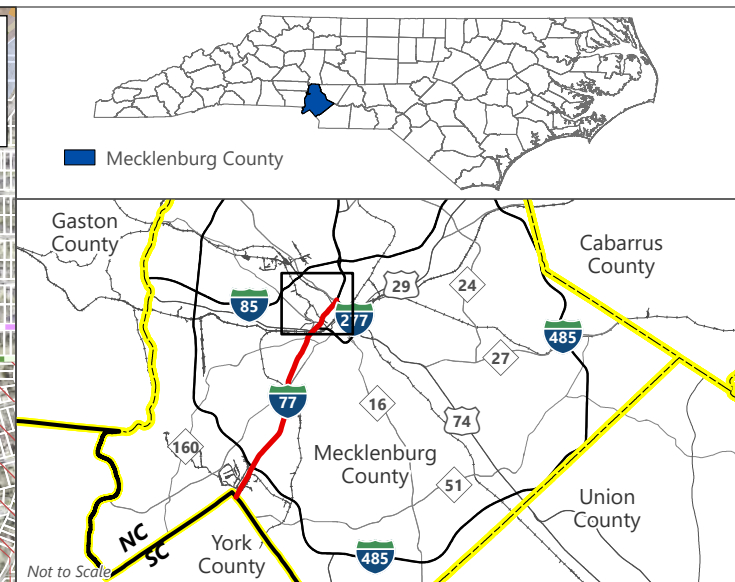 Mecklenburg County
Gaston
County
Cabarrus
County
29
24
85
277
485
27
77
16
74
160
Mecklenburg
County
51
Union
County
NC
SC
York
County
485
Not to Scale